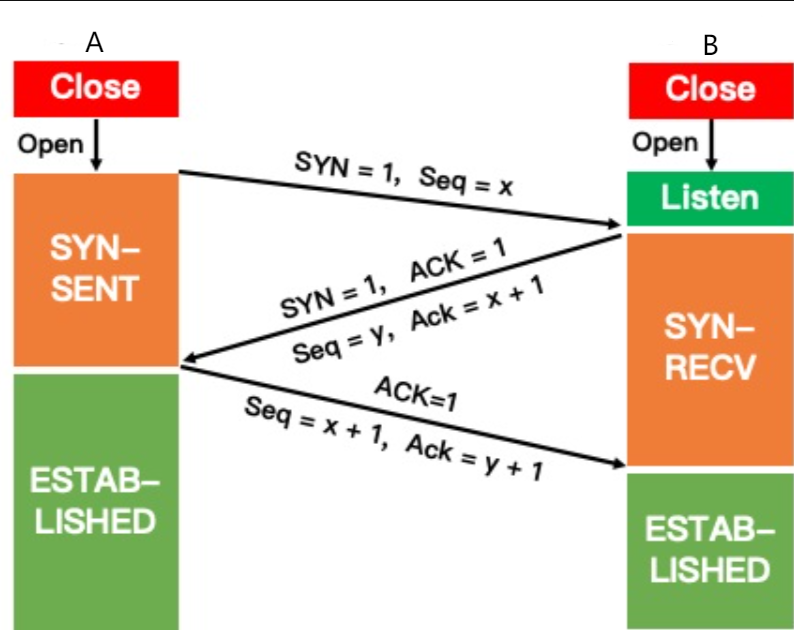 A
B
Close
Close
Open
Open
SYN = 1, Seq = x
Listen
SYN–
SENT
SYN = 1, ACK = 1
Seq = y, Ack = x + 1
SYN–
RECV
ACK=1
Seq = x + 1, Ack = y + 1
ESTAB–
LISHED
ESTAB–
LISHED